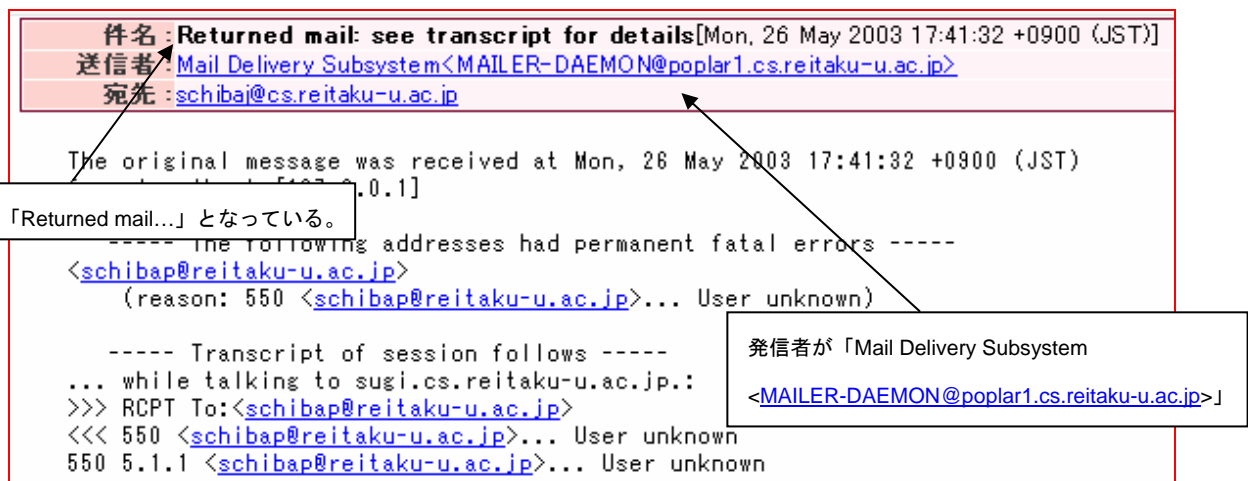 件名：Returned mail: see transcript for details[Mon, 26 May 2003 17:41:32 +0900 (JST)]
送信者：Mail Delivery Subsystem<MAILER-DAEMON@poplar1.cs.reitaku-u.ac.jp>
宛先：schibaj@cs.reitaku-u.ac.jp
The original message was received at Mon, 26 May 2003 17:41:32 +0900 (JST)
.0.1]
「Returned mail…」となっている。
----- The following addresses had permanent fatal errors -----
<schibap@reitaku-u.ac.jp>
(reason: 550 <schibap@reitaku-u.ac.jp>... User unknown)
----- Transcript of session follows -----
... while talking to sugi.cs.reitaku-u.ac.jp.:
>>> RCPT To:<schibap@reitaku-u.ac.jp>
<<< 550 <schibap@reitaku-u.ac.jp>... User unknown
550 5.1.1 <schibap@reitaku-u.ac.jp>... User unknown
発信者が「Mail Delivery Subsystem
<MAILER-DAEMON@poplar1.cs.reitaku-u.ac.jp>」